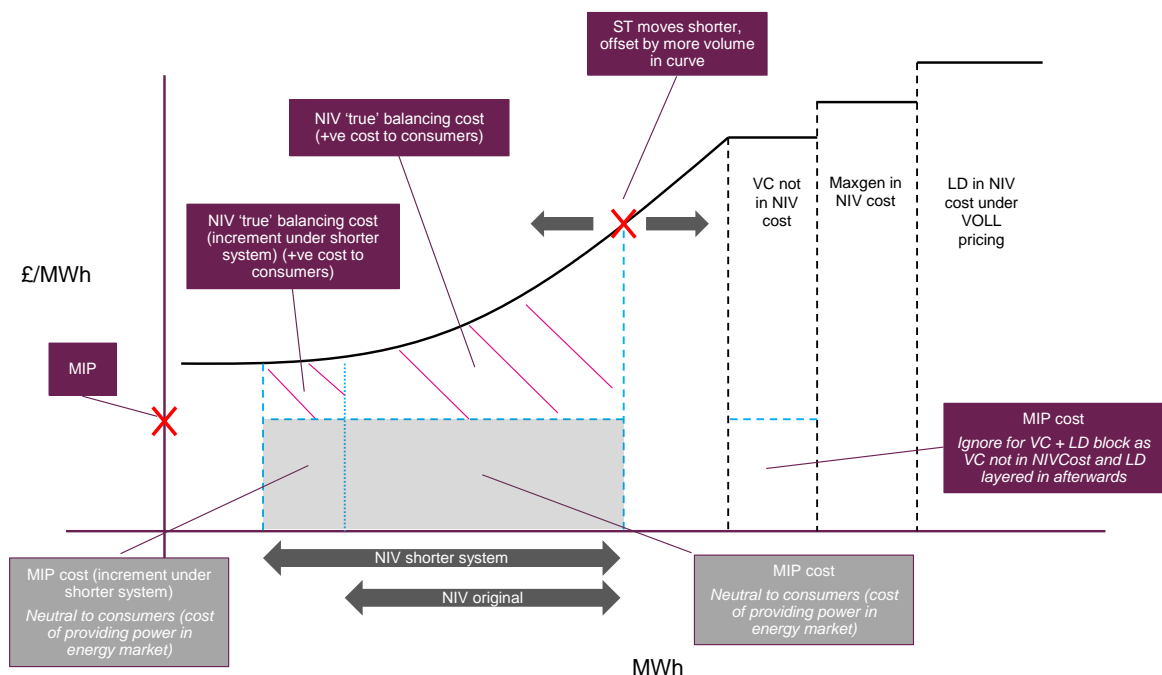 ST moves shorter,
offset by more volume
in curve
NIV 'true' balancing cost
(+ve cost to consumers)
NIV 'true' balancing cost
(increment under shorter
system) (+ve cost to
consumers)
£/MWh
MIP
VC not
in NIV
cost
Maxgen in
NIV cost
LD in NIV
cost under
VOLL
pricing
MIP cost
Ignore for VC + LD block as
VC not in NIVCost and LD
layered in afterwards
NIV shorter system
NIV original
MIP cost (increment under
shorter system)
Neutral to consumers (cost
of providing power in
energy market)
MIP cost
Neutral to consumers (cost
of providing power in
energy market)
MWh